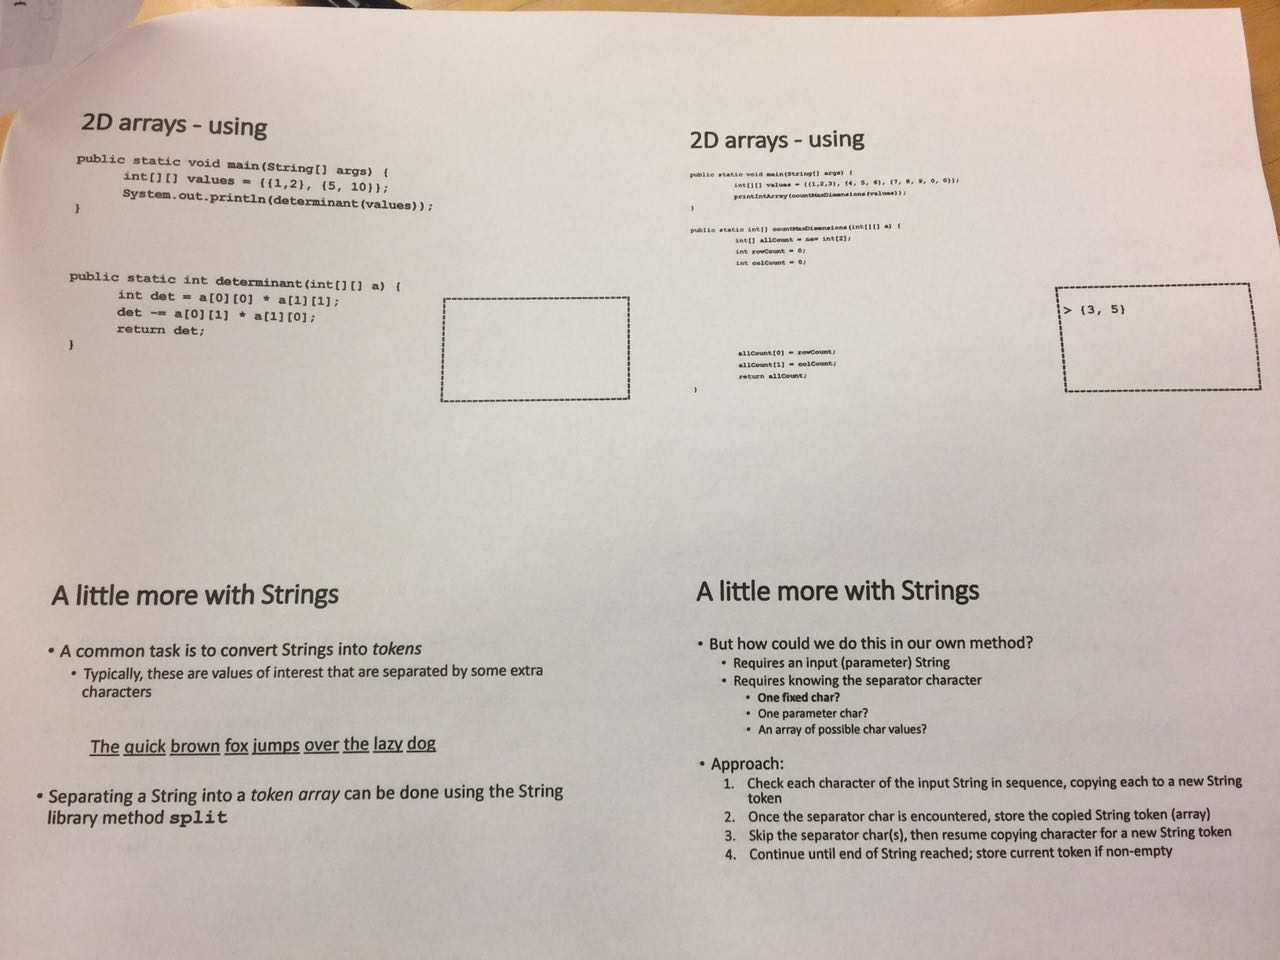 2D arrays - using
public static void main(String[] args) {
int[][] values = {{1,2}, {5, 10}};
System.out.println(determinant(values));
}
public static int determinant(int[][] a) {
int det = a[0][0] * a[1][1];
det -= a[0][1] * a[1][0];
return det;
}
2D arrays - using
public static void main(String[] args) {
int[][] values = {{1,2,3}, {4, 5, 6}, {7, 8, 9, 0, 0}};
printIntArray(countMaxDimensions(values));
}
public static int[] countMaxDimensions(int[][] a) {
int[] allCount = new int[2];
int rowCount = 0;
int colCount = 0;
allCount[0] = rowCount;
allCount[1] = colCount;
return allCount;
}
> {3, 5}
A little more with Strings
• A common task is to convert Strings into tokens
• Typically, these are values of interest that are separated by some extra
characters
The quick brown fox jumps over the lazy dog
• Separating a String into a token array can be done using the String
library method split
A little more with Strings
• But how could we do this in our own method?
• Requires an input (parameter) String
• Requires knowing the separator character
• One fixed char?
• One parameter char?
• An array of possible char values?
• Approach:
1. Check each character of the input String in sequence, copying each to a new String
token
2. Once the separator char is encountered, store the copied String token (array)
3. Skip the separator char(s), then resume copying character for a new String token
4. Continue until end of String reached; store current token if non-empty